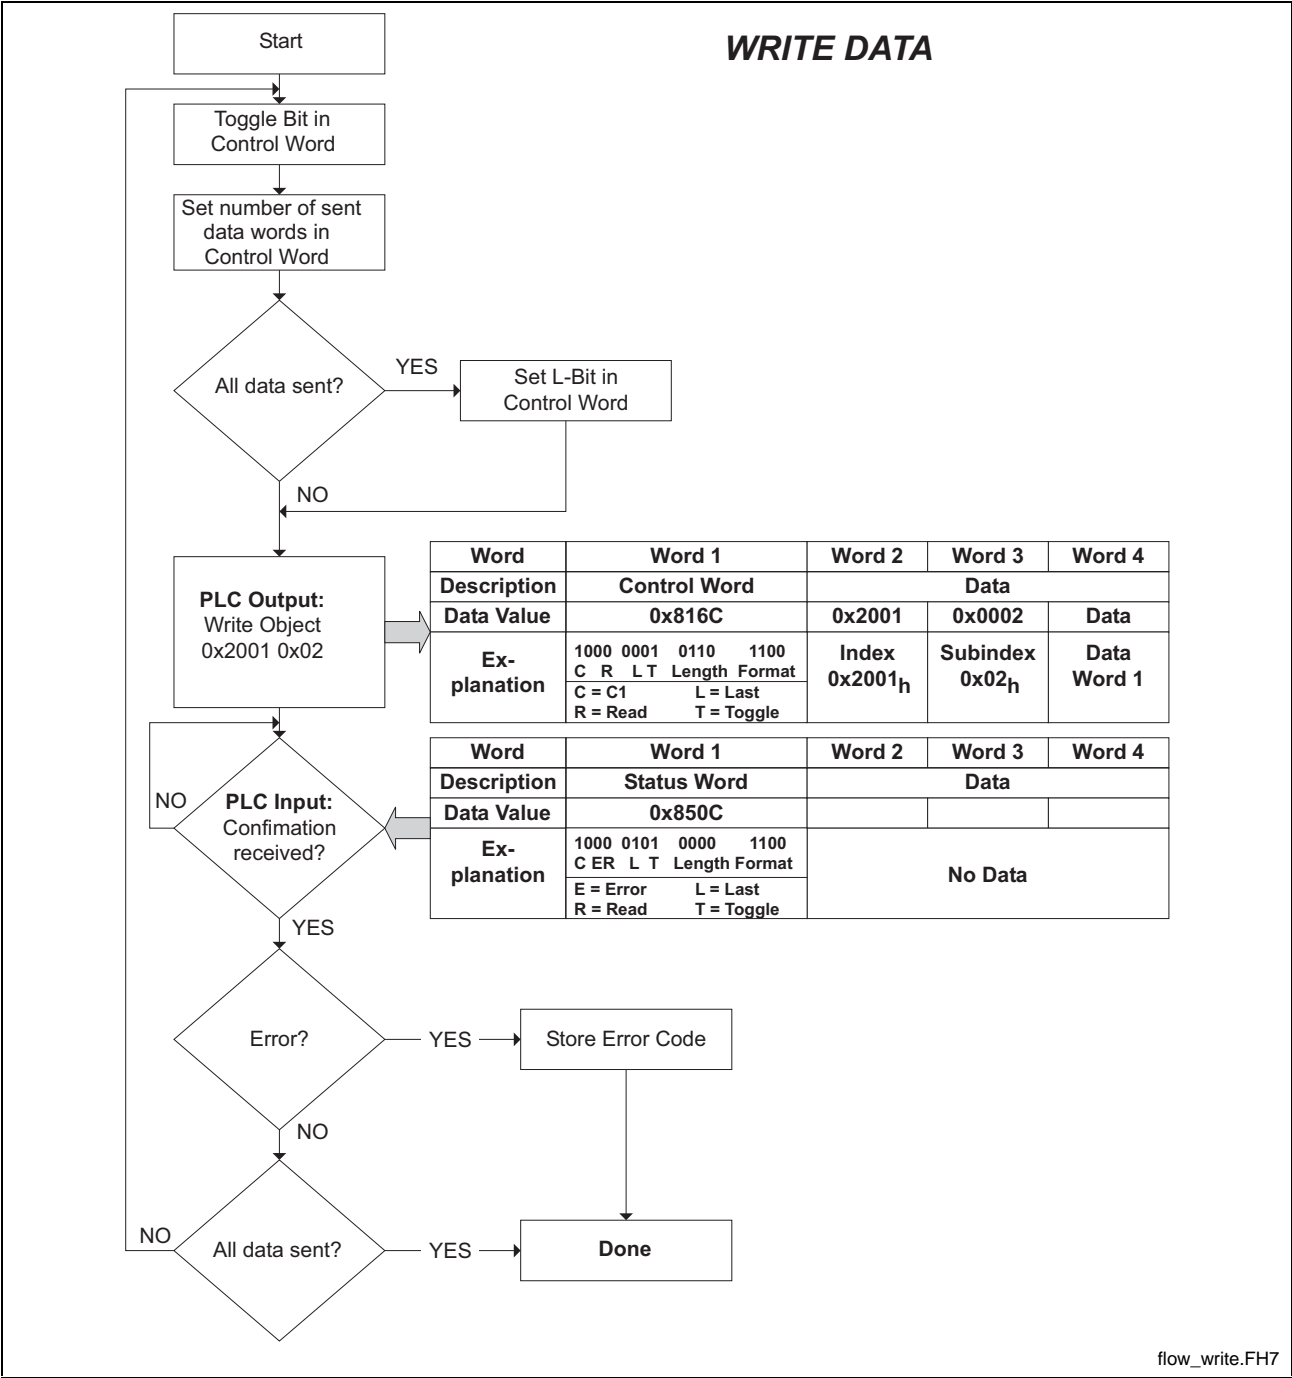 WRITE DATA
Start
Toggle Bit in
Control Word
Set number of sent
data words in
Control Word
All data sent?
YES
Set L-Bit in
Control Word
NO
PLC Output:
Write Object
0x2001 0x02
Word Word 1 Word 2 Word 3 Word 4
Description Control Word Data
Data Value 0x816C 0x2001 0x0002 Data
Ex-
planation
1000 0001 0110 1100
C R L T Length Format
C = C1 L = Last
R = Read T = Toggle
Index
0x2001h
Subindex
0x02h
Data
Word 1
NO
PLC Input:
Confimation
received?
Word Word 1 Word 2 Word 3 Word 4
Description Status Word Data
Data Value 0x850C
Ex-
planation
1000 0101 0000 1100
C ER L T Length Format
E = Error L = Last
R = Read T = Toggle
No Data
YES
Error?
YES
Store Error Code
NO
NO
All data sent?
YES
Done
flow_write.FH7